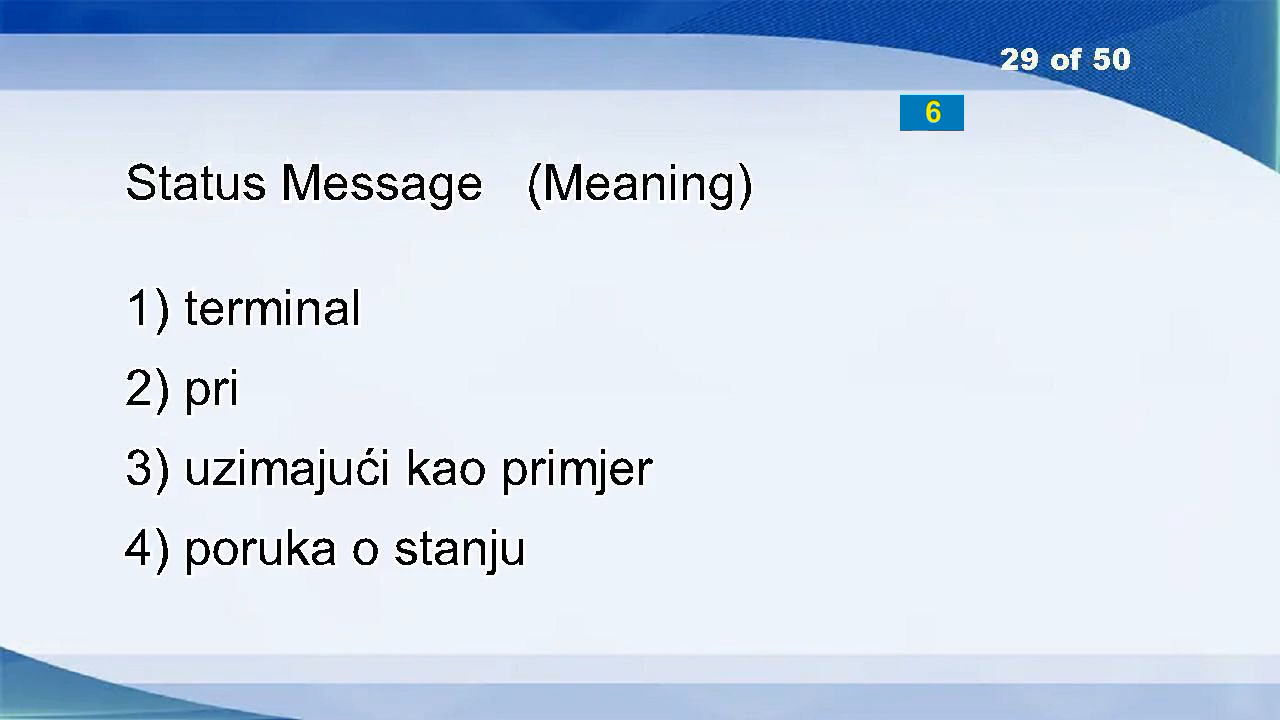 29 of 50
6
Status Message (Meaning)
1) terminal
2) pri
3) uzimajući kao primjer
4) poruka o stanju